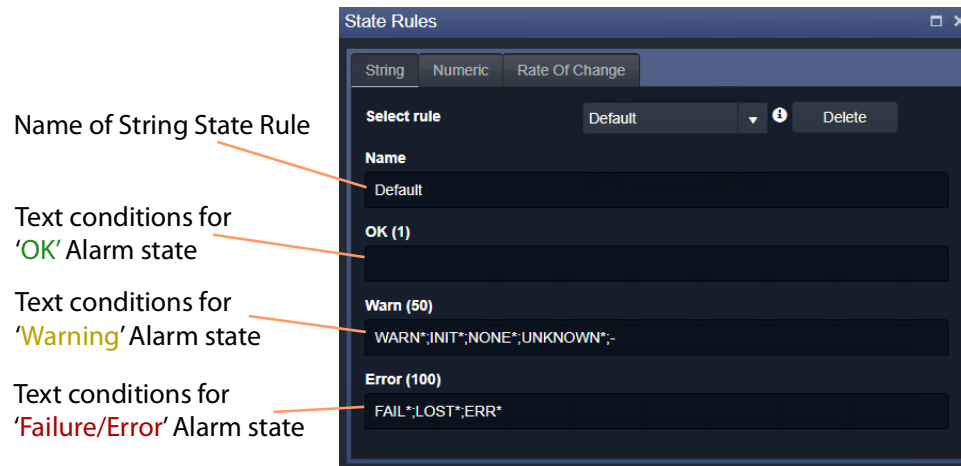 State Rules
String Numeric Rate Of Change
Select rule Default Delete
Name of String State Rule
Name
Default
Text conditions for
‘OK’ Alarm state
OK (1)
Text conditions for
‘Warning’ Alarm state
Warn (50)
WARN*;INIT*;NONE*;UNKNOWN*;-
Text conditions for
‘Failure/Error’ Alarm state
Error (100)
FAIL*;LOST*;ERR*